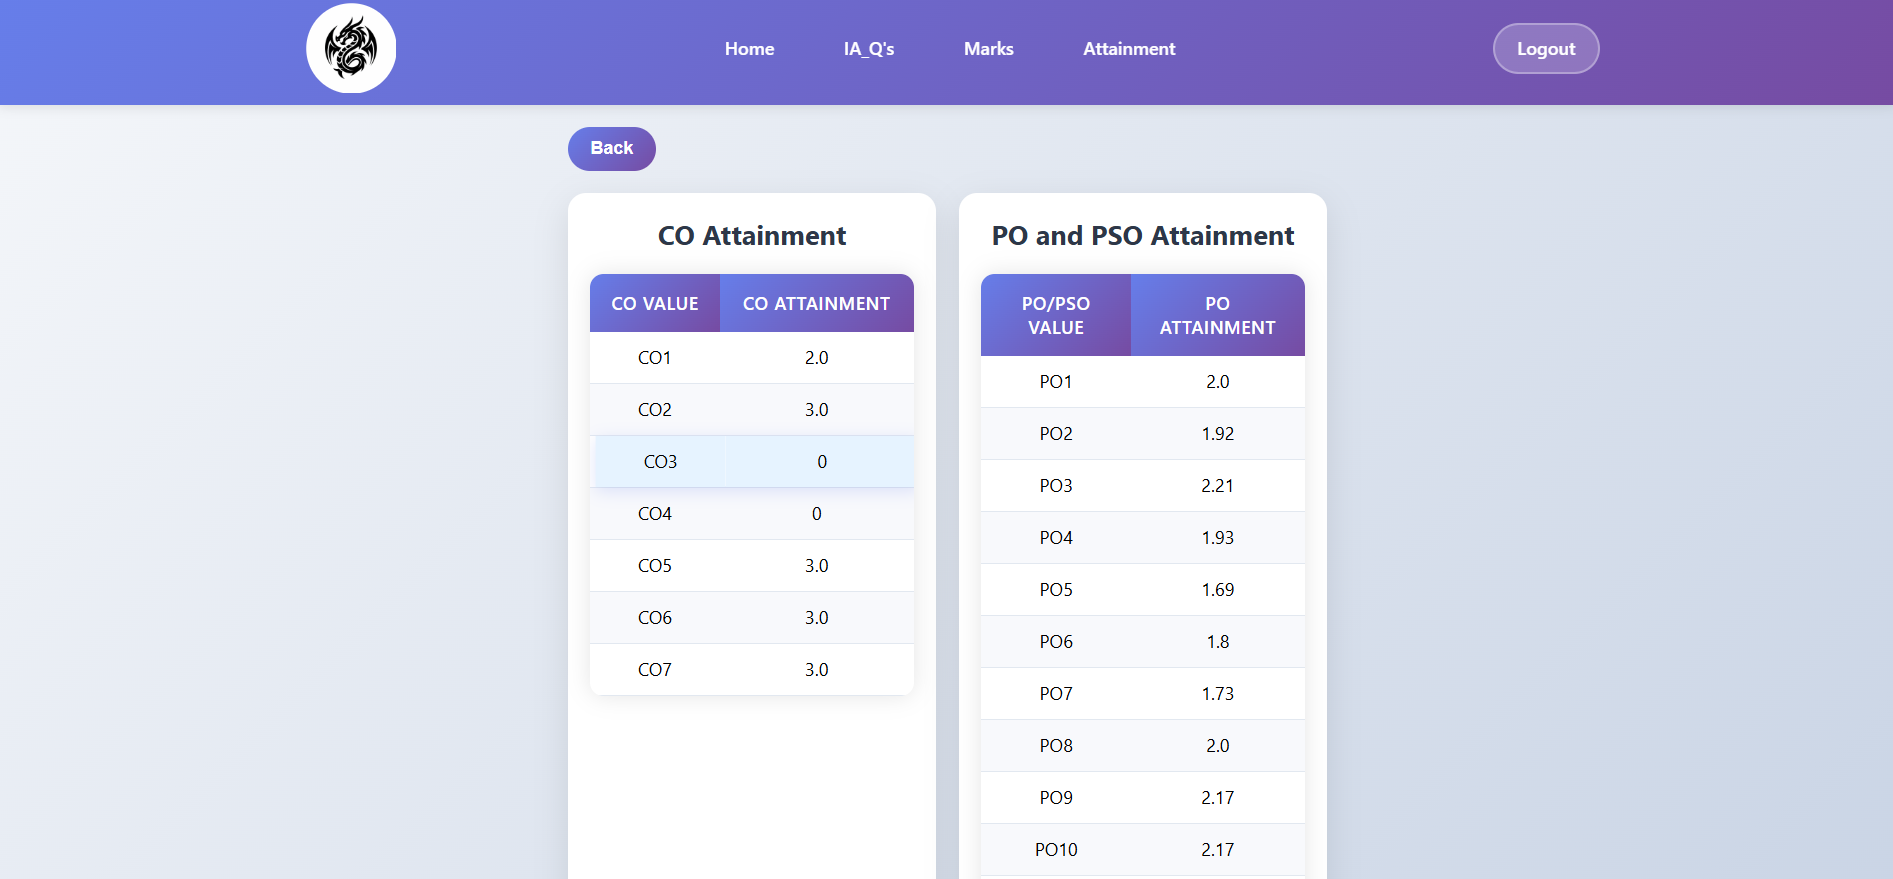 Home IA_Q's Marks Attainment Logout
Back
CO Attainment
CO VALUE CO ATTAINMENT
CO1 2.0
CO2 3.0
CO3 0
CO4 0
CO5 3.0
CO6 3.0
CO7 3.0
PO and PSO Attainment
PO/PSO VALUE PO ATTAINMENT
PO1 2.0
PO2 1.92
PO3 2.21
PO4 1.93
PO5 1.69
PO6 1.8
PO7 1.73
PO8 2.0
PO9 2.17
PO10 2.17